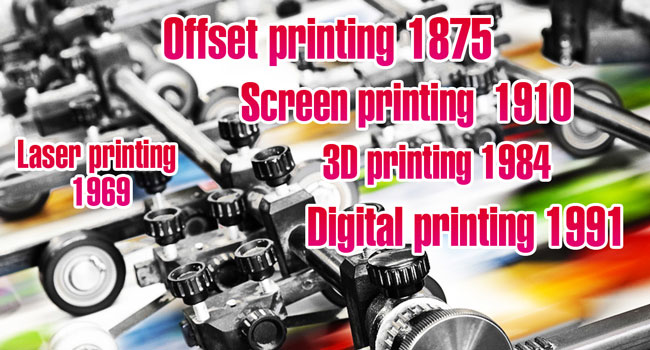 Offset printing 1875
Screen printing 1910
Laser printing
1969
3D printing 1984
Digital printing 1991